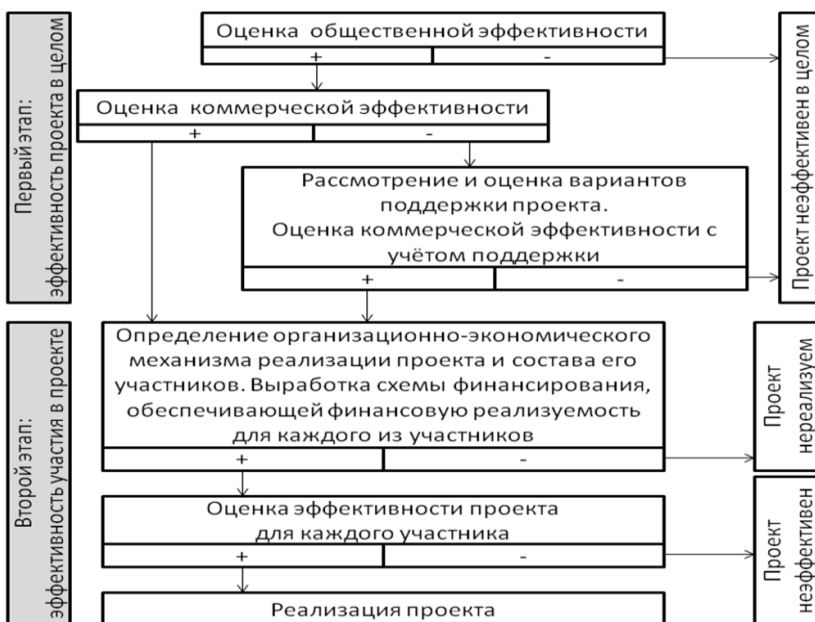 Первый этап:
эффективность проекта в целом
Оценка общественной эффективности
+ -
Оценка коммерческой эффективности
+ -
Рассмотрение и оценка вариантов
поддержки проекта.
Оценка коммерческой эффективности с
учётом поддержки
+ -
Проект неэффективен в целом
Второй этап:
эффективность участия в проекте
Определение организационно-экономического
механизма реализации проекта и состава его
участников. Выработка схемы финансирования,
обеспечивающей финансовую реализуемость
для каждого из участников
+ -
Проект
нереализуем
Оценка эффективности проекта
для каждого участника
+ -
Проект
неэффективен
Реализация проекта